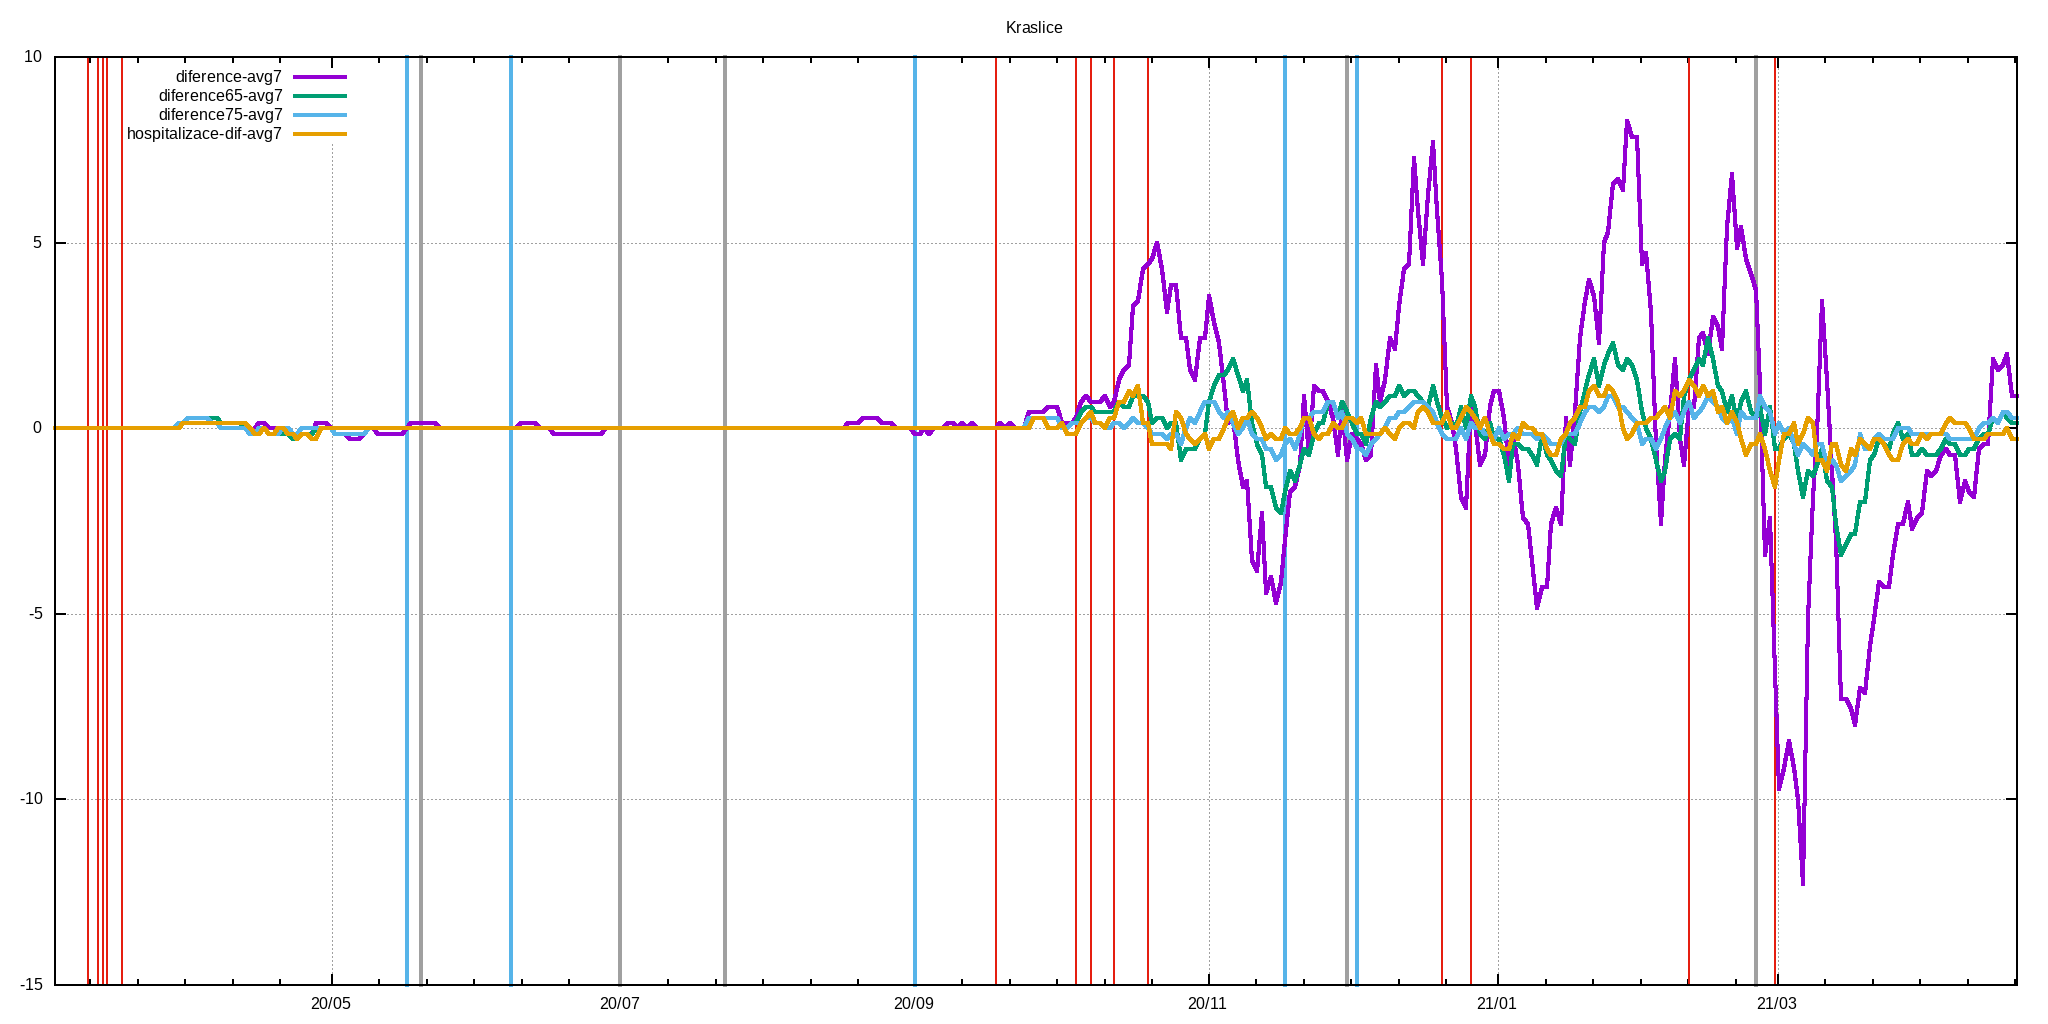 Kraslice
diference-avg7
diference65-avg7
diference75-avg7
hospitalizace-dif-avg7
10
5
0
-5
-10
-15
20/05 20/07 20/09 20/11 21/01 21/03